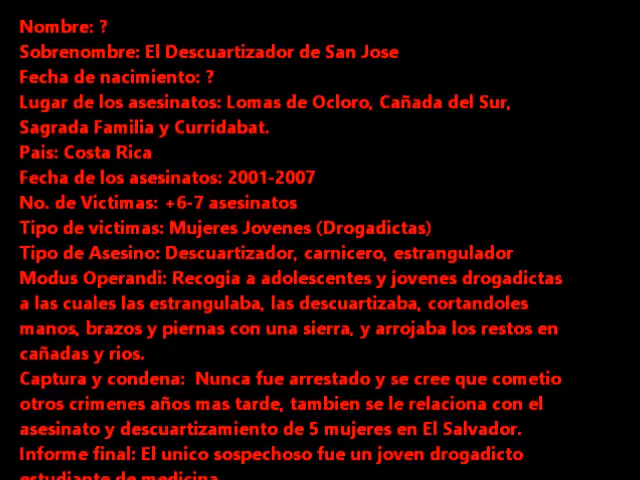 Nombre: ?
Sobrenombre: El Descuartizador de San Jose
Fecha de nacimiento: ?
Lugar de los asesinatos: Lomas de Ocloro, Cañada del Sur,
Sagrada Familia y Curridabat.
Pais: Costa Rica
Fecha de los asesinatos: 2001-2007
No. de Victimas: +6-7 asesinatos
Tipo de victimas: Mujeres Jovenes (Drogadictas)
Tipo de Asesino: Descuartizador, carnicero, estrangulador
Modus Operandi: Recogia a adolescentes y jovenes drogadictas
a las cuales las estrangulaba, las descuartizaba, cortandoles
manos, brazos y piernas con una sierra, y arrojaba los restos en
cañadas y rios.
Captura y condena:  Nunca fue arrestado y se cree que cometio
otros crimenes años mas tarde, tambien se le relaciona con el
asesinato y descuartizamiento de 5 mujeres en El Salvador.
Informe final: El unico sospechoso fue un joven drogadicto
estudiante de medicina